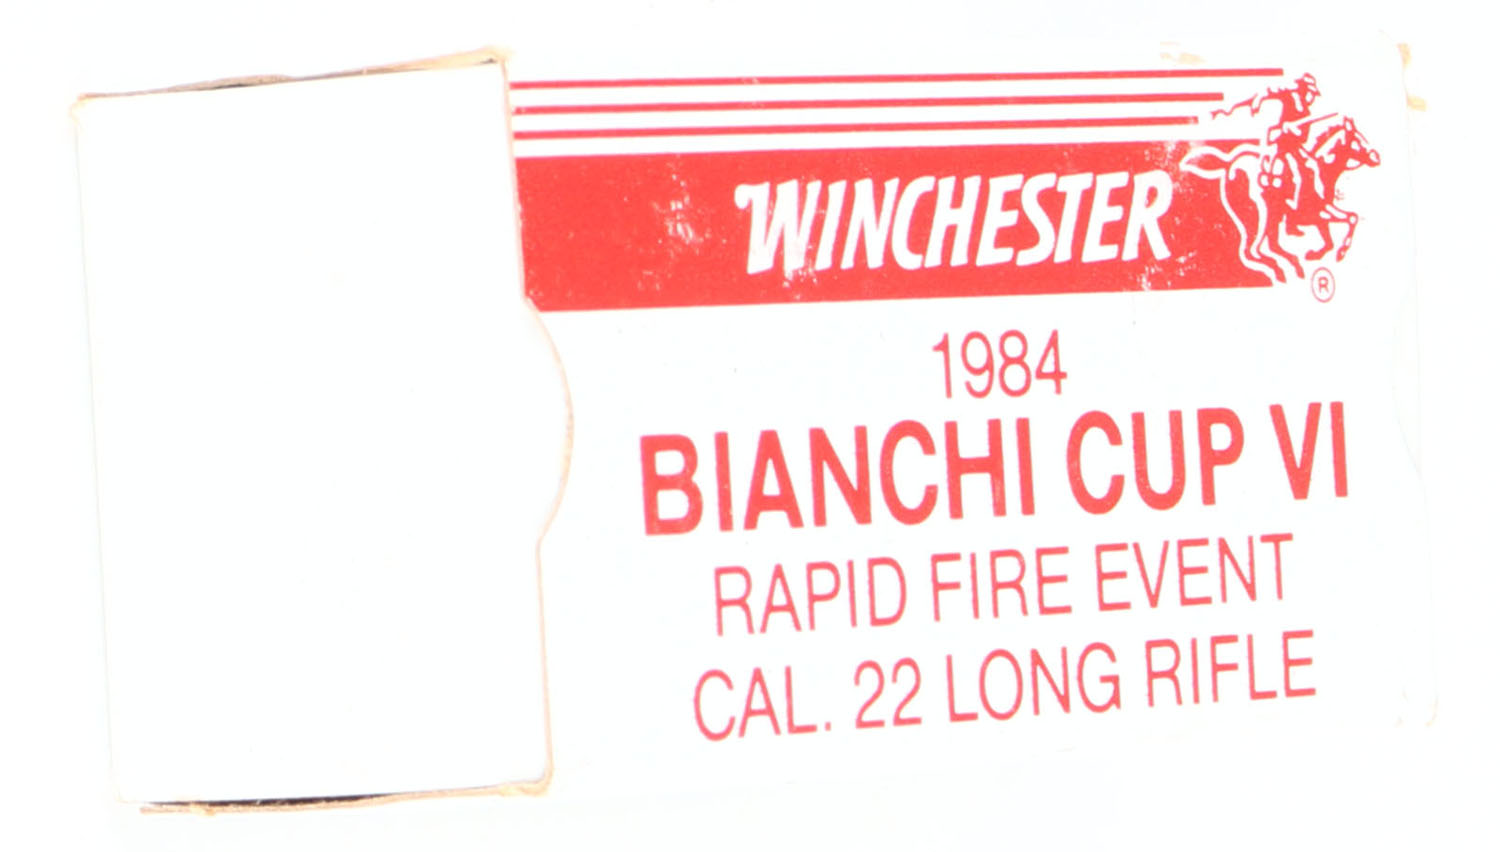 WINCHESTER
®
1984
BIANCHI CUP VI
RAPID FIRE EVENT
CAL. 22 LONG RIFLE